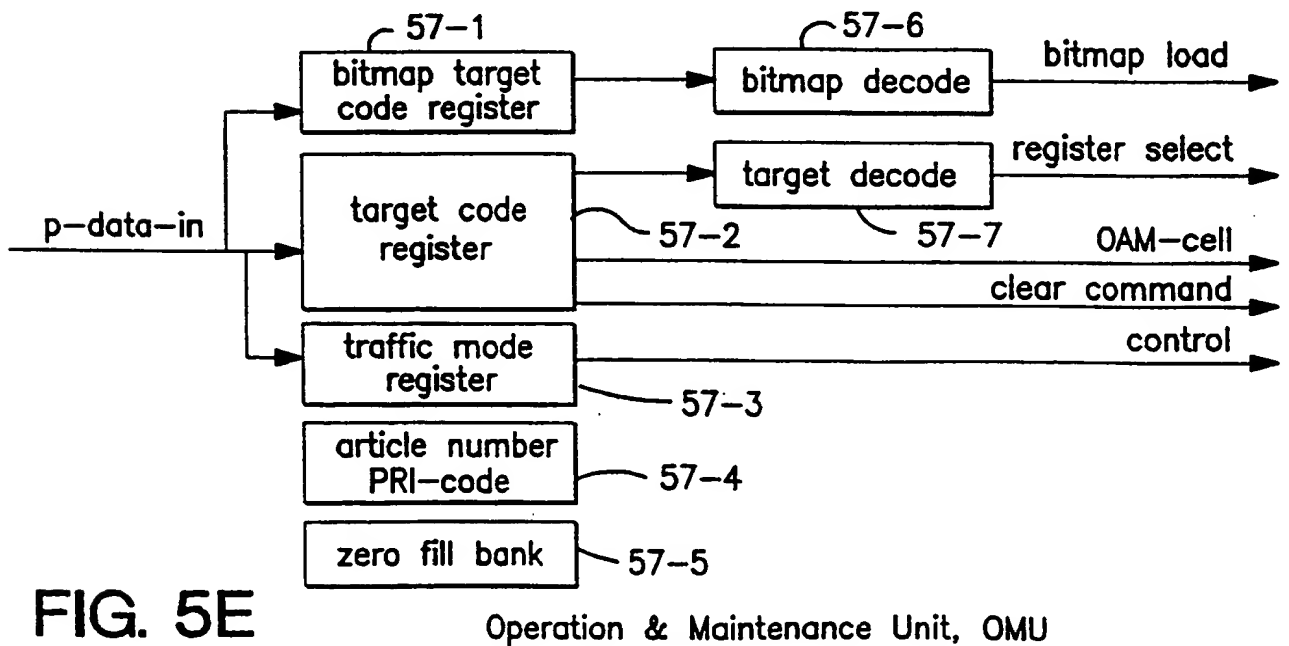 57-1
57-6
bitmap target
code register
bitmap decode
bitmap load
target code
register
target decode
register select
p-data-in
57-2
57-7
OAM-cell
clear command
traffic mode
register
control
57-3
article number
PRI-code
57-4
zero fill bank
57-5
FIG. 5E
Operation & Maintenance Unit, OMU